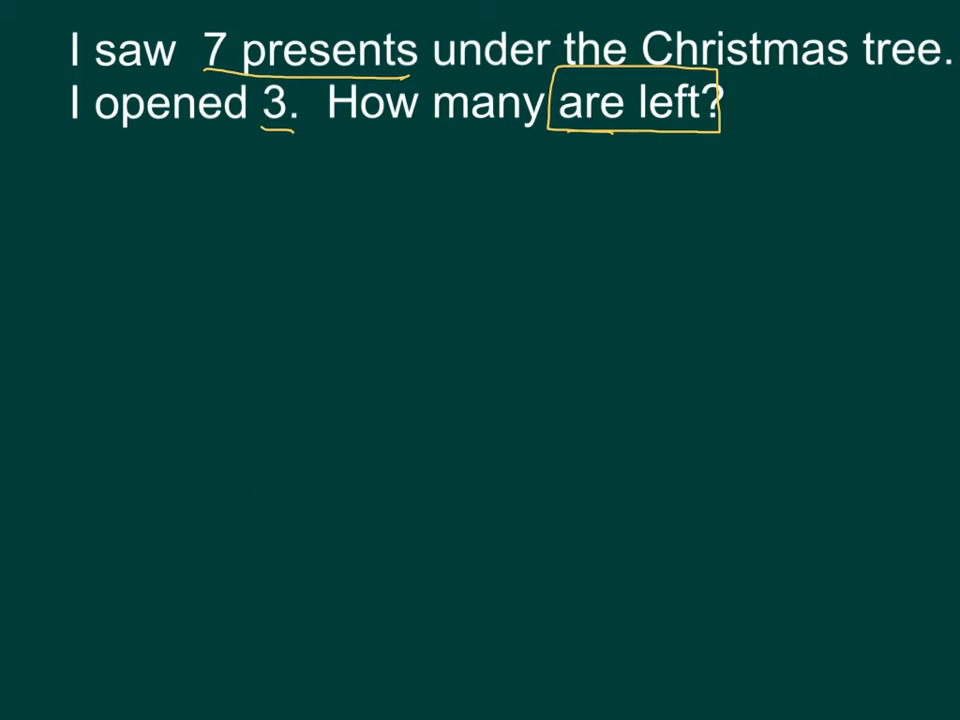 I saw  7 presents under the Christmas tree.
I opened 3.  How many are left?